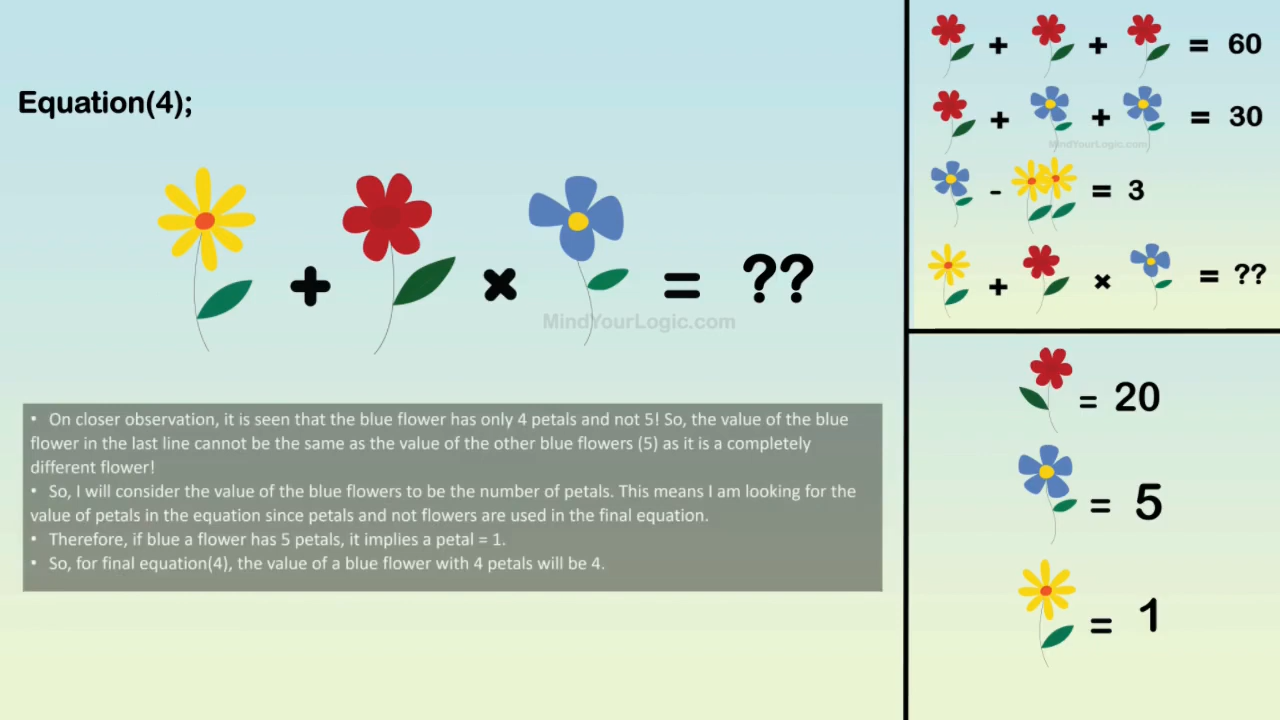 Equation(4);
+ × = ??
MindYourLogic.com
• On closer observation, it is seen that the blue flower has only 4 petals and not 5! So, the value of the blue
flower in the last line cannot be the same as the value of the other blue flowers (5) as it is a completely
different flower!
• So, I will consider the value of the blue flowers to be the number of petals. This means I am looking for the
value of petals in the equation since petals and not flowers are used in the final equation.
• Therefore, if blue a flower has 5 petals, it implies a petal = 1.
• So, for final equation(4), the value of a blue flower with 4 petals will be 4.
+ + = 60
+ + = 30
MindYourLogic.com
- = 3
+ × = ??
= 20
= 5
= 1